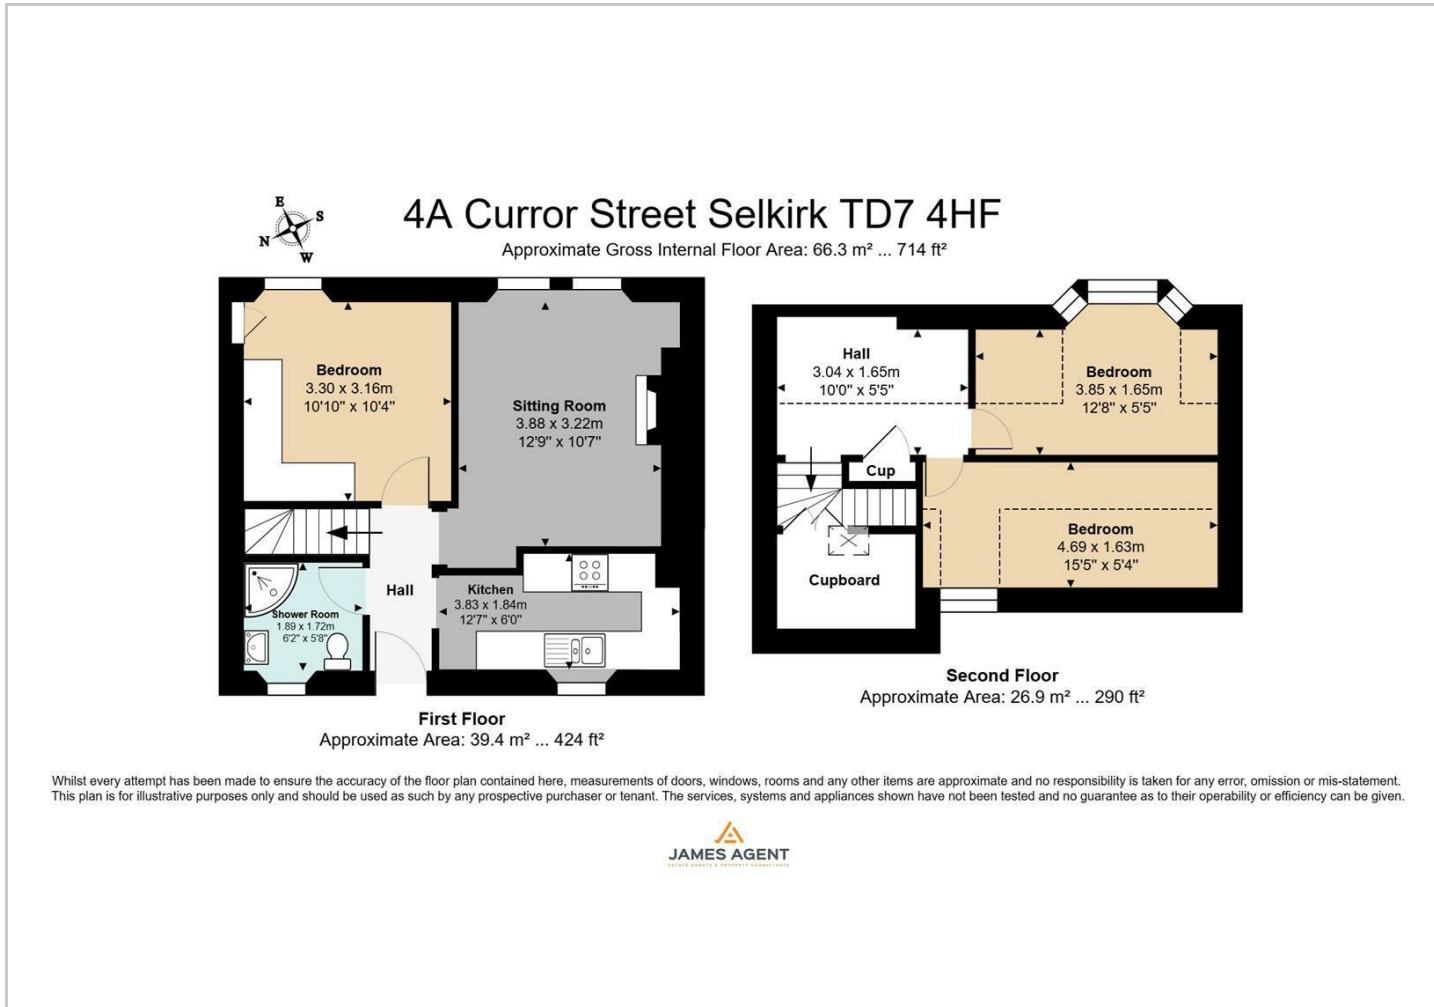 4A Curror Street Selkirk TD7 4HF
Approximate Gross Internal Floor Area: 66.3 m² ... 714 ft²
E
S
N
W
Bedroom
3.30 x 3.16m
10'10" x 10'4"
Sitting Room
3.88 x 3.22m
12'9" x 10'7"
Hall
Kitchen
3.83 x 1.84m
12'7" x 6'0"
Shower Room
1.89 x 1.72m
6'2" x 5'8"
First Floor
Approximate Area: 39.4 m² ... 424 ft²
Hall
3.04 x 1.65m
10'0" x 5'5"
Bedroom
3.85 x 1.65m
12'8" x 5'5"
Cup
Bedroom
4.69 x 1.63m
15'5" x 5'4"
Cupboard
Second Floor
Approximate Area: 26.9 m² ... 290 ft²
Whilst every attempt has been made to ensure the accuracy of the floor plan contained here, measurements of doors, windows, rooms and any other items are approximate and no responsibility is taken for any error, omission or mis-statement.
This plan is for illustrative purposes only and should be used as such by any prospective purchaser or tenant. The services, systems and appliances shown have not been tested and no guarantee as to their operability or efficiency can be given.
JAMES AGENT